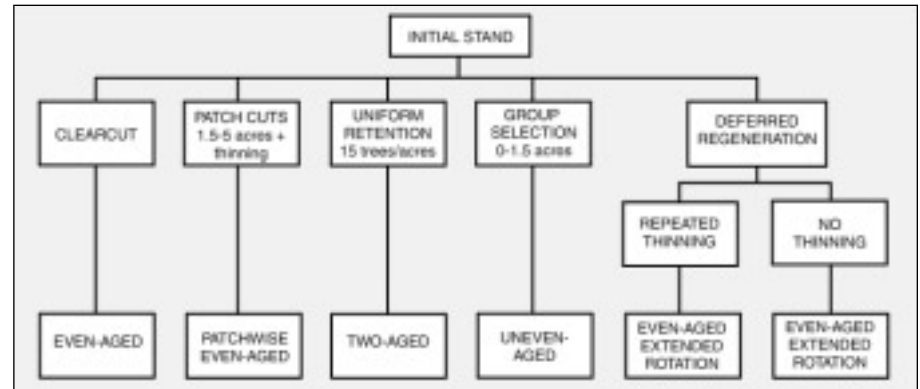 INITIAL STAND
CLEARCUT
PATCH CUTS
1.5-5 acres +
thinning
UNIFORM
RETENTION
15 trees/acres
GROUP
SELECTION
0-1.5 acres
DEFERRED
REGENERATION
REPEATED
THINNING
NO
THINNING
EVEN-AGED
PATCHWISE
EVEN-AGED
TWO-AGED
UNEVEN-
AGED
EVEN-AGED
EXTENDED
ROTATION
EVEN-AGED
EXTENDED
ROTATION